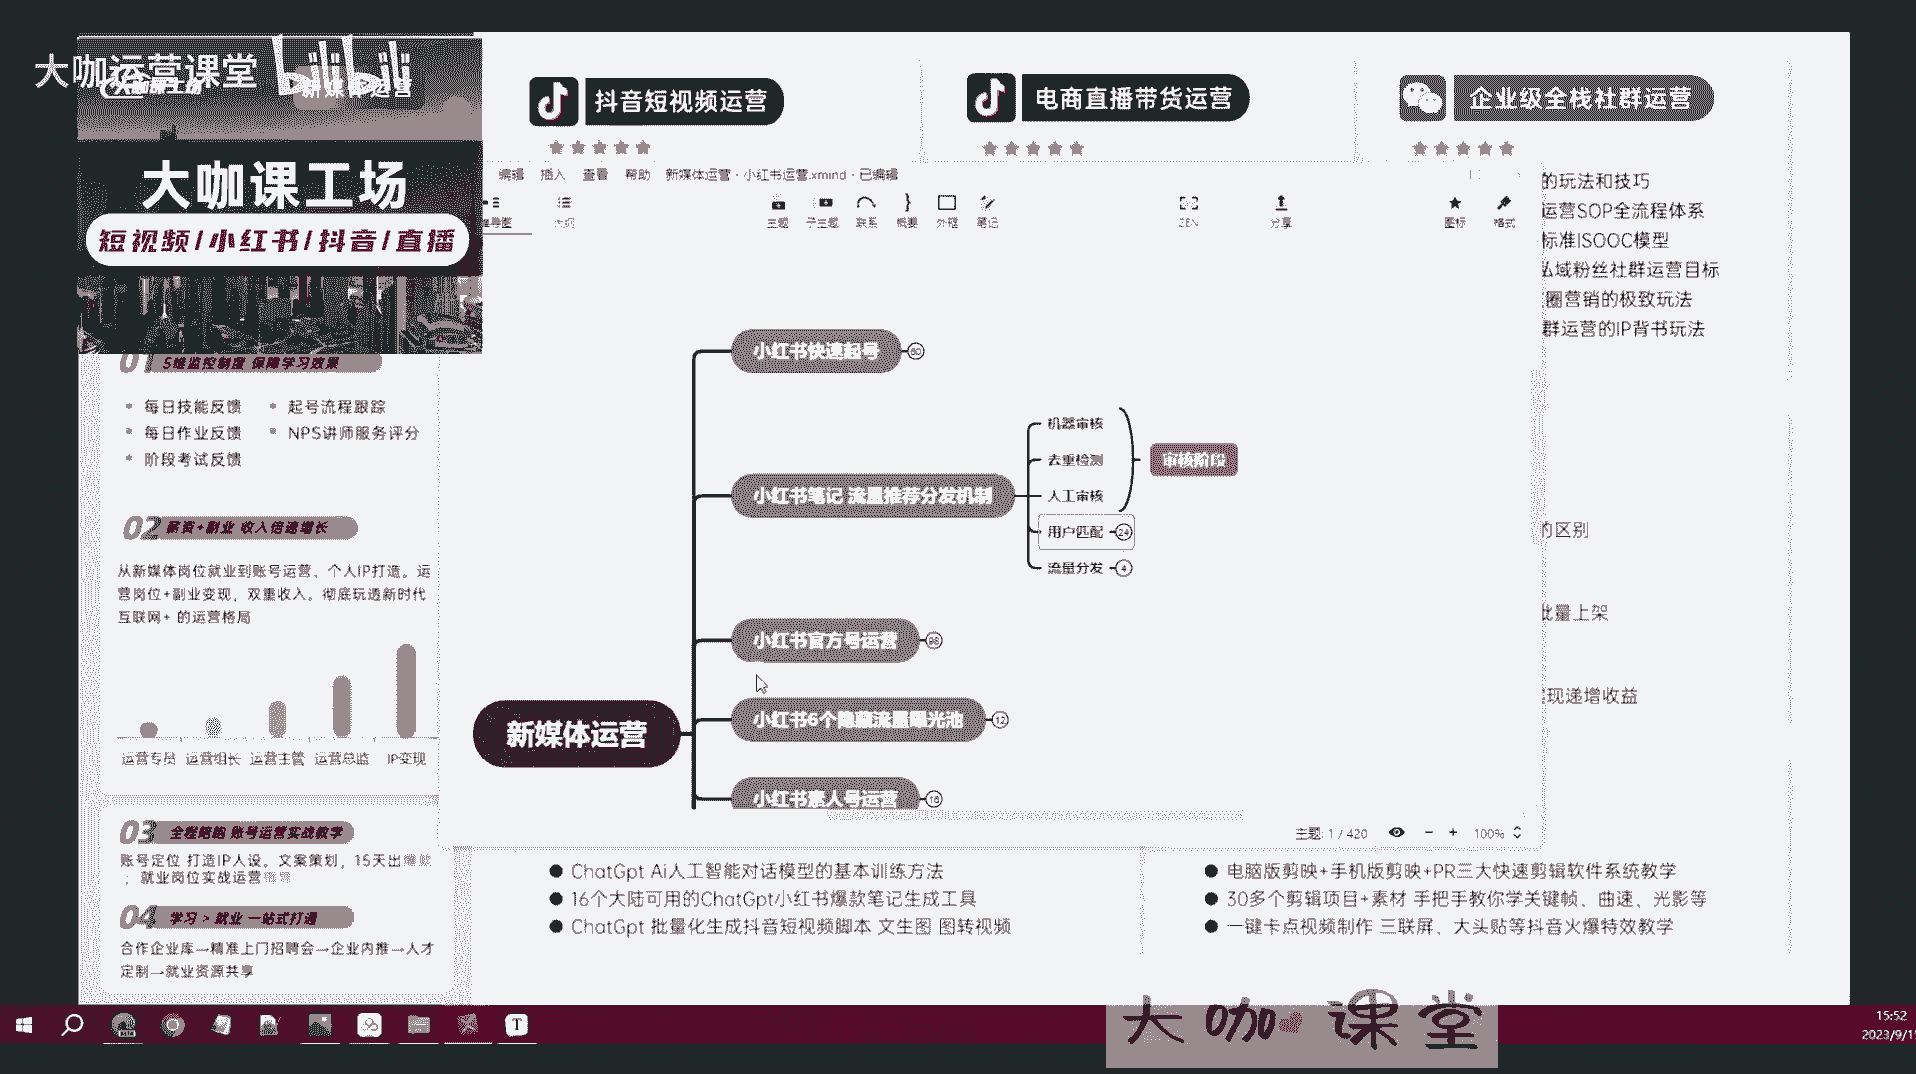 大咖运营课堂 bilibili
新媒体运营
大咖课工场
短视频/小红书/抖音/直播
抖音短视频运营
电商直播带货运营
企业级全栈社群运营
编辑 插入 查看 帮助 新媒体运营·小红书运营.xmind·已编辑
大纲 主题 子主题 联系 概要 外框 笔记 ZEN 分享 图标 格式
的玩法和技巧
运营SOP全流程体系
标准ISOOC模型
私域粉丝社群运营目标
圈营销的极致玩法
群运营的IP背书玩法
的区别
批量上架
现递增收益
01 5维监控制度 保障学习效果
每日技能反馈
起号流程跟踪
每日作业反馈
NPS讲师服务评分
阶段考试反馈
02 薪资+副业 收入倍速增长
从新媒体岗位就业到账号运营、个人IP打造。运
营岗位+副业变现，双重收入。彻底玩透新时代
互联网+ 的运营格局
运营专员 运营组长 运营主管 运营总监 IP变现
03 全程陪跑 账号运营实战教学
账号定位 打造IP人设。文案策划，15天出
；就业岗位实战运营
04 学习 > 就业 一站式打通
合作企业库→精准上门招聘会→企业内推→人才
定制→就业资源共享
新媒体运营
小红书快速起号 60
小红书笔记 流量推荐分发机制
机器审核
去重检测
人工审核
审核阶段
用户匹配 24
流量分发 4
小红书官方号运营 98
小红书6个隐藏流量曝光池 12
小红书素人号运营 16
主题: 1 / 420 100%
ChatGpt Ai人工智能对话模型的基本训练方法
16个大陆可用的ChatGpt小红书爆款笔记生成工具
ChatGpt 批量化生成抖音短视频脚本 文生图 图转视频
电脑版剪映+手机版剪映+PR三大快速剪辑软件系统教学
30多个剪辑项目+素材 手把手教你学关键帧、曲速、光影等
一键卡点视频制作 三联屏、大头贴等抖音火爆特效教学
大咖课堂
15:52
2023/9/1